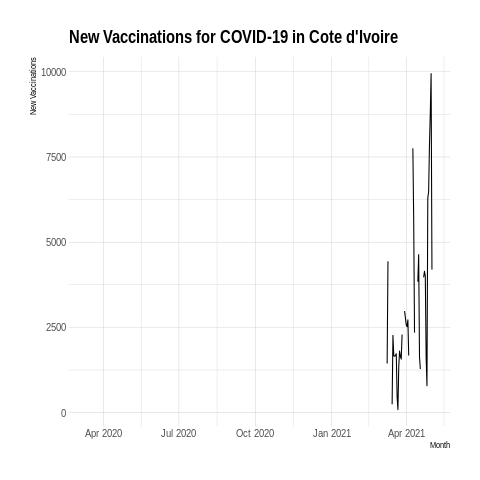 New Vaccinations for COVID-19 in Cote d'Ivoire
New Vaccinations
10000
7500
5000
2500
0
Apr 2020 Jul 2020 Oct 2020 Jan 2021 Apr 2021
Month